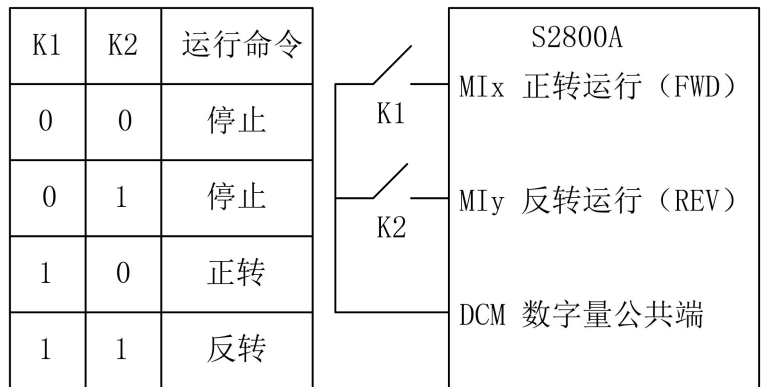 K1 K2 运行命令
0 0 停止
0 1 停止
1 0 正转
1 1 反转
S2800A
MIx 正转运行（FWD）
K1
MIy 反转运行（REV）
K2
DCM 数字量公共端